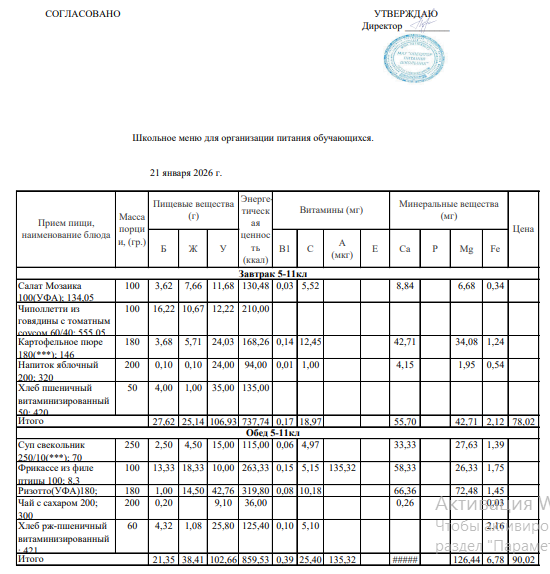 СОГЛАСОВАНО УТВЕРЖДАЮ
Директор
Школьное меню для организации питания обучающихся.
21 января 2026 г.
Прием пищи, наименование блюда Масса порци и, (гр.) Пищевые вещества (г) Энерге- тическ ая ценнос ть (ккал) Витамины (мг) Минеральные вещества (мг) Цена
Б Ж У В1 С А (мкг) Е Ca P Mg Fe
Завтрак 5-11кл
Салат Мозаика 100 3,62 7,66 11,68 130,48 0,03 5,52 8,84 6,68 0,34
100(УФА); 134,05
Чиполлетти из 100 16,22 10,67 12,22 210,00
говядины с томатным
соусом 60/40; 555,05
Картофельное пюре 180 3,68 5,71 24,03 168,26 0,14 12,45 42,71 34,08 1,24
180(***); 146
Напиток яблочный 200 0,10 0,10 24,00 94,00 0,01 1,00 4,15 1,95 0,54
200; 320
Хлеб пшеничный 50 4,00 1,00 35,00 135,00
витаминизированный
50; 420
Итого 27,62 25,14 106,93 737,74 0,17 18,97 55,70 42,71 2,12 78,02
Обед 5-11кл
Суп свекольник 250 2,50 4,50 15,00 115,00 0,06 4,97 33,33 27,63 1,39
250/10(***); 70
Фрикассе из филе 100 13,33 18,33 10,00 263,33 0,15 5,15 135,32 58,33 26,33 1,75
птицы 100; 8,3
Ризотто(УФА)180; 180 1,00 14,50 42,76 319,80 0,08 10,18 66,36 72,48 1,45
Чай с сахаром 200; 200 0,20 9,10 36,00 0,26 0,03
300
Хлеб рж-пшеничный 60 4,32 1,08 25,80 125,40 0,10 5,10 2,16
витаминизированный
; 421
Итого 21,35 38,41 102,66 859,53 0,39 25,40 135,32 ##### 126,44 6,78 90,02
Активация W
Чтобы активиро
раздел "Парамет